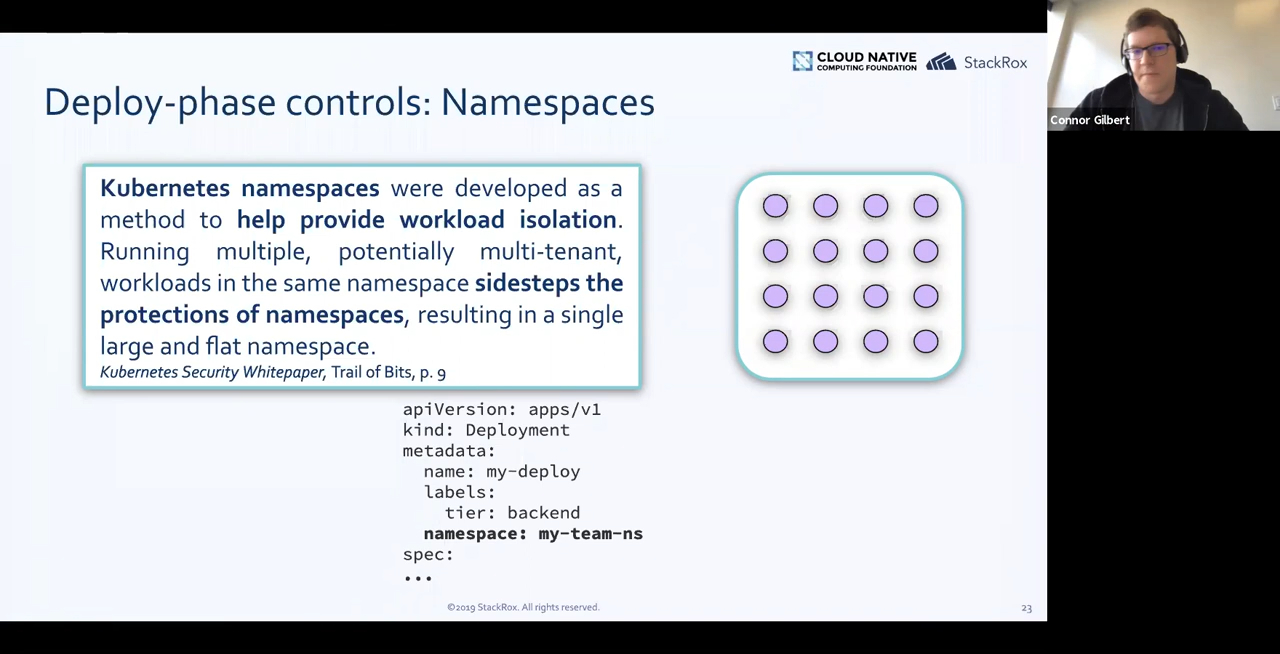 CLOUD NATIVE
COMPUTING FOUNDATION
StackRox
Connor Gilbert
Deploy-phase controls: Namespaces
Kubernetes namespaces were developed as a
method to help provide workload isolation.
Running multiple, potentially multi-tenant,
workloads in the same namespace sidesteps the
protections of namespaces, resulting in a single
large and flat namespace.
Kubernetes Security Whitepaper, Trail of Bits, p. 9
apiVersion: apps/v1
kind: Deployment
metadata:
  name: my-deploy
  labels:
    tier: backend
  namespace: my-team-ns
spec:
...
©2019 StackRox. All rights reserved.
23